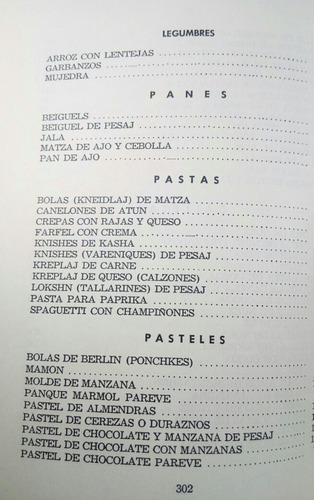 LEGUMBRES
ARROZ CON LENTEJAS
GARBANZOS
MUJEDRA
PANES
BEIGUELS
BEIGUEL DE PESAJ
JALA
MATZA DE AJO Y CEBOLLA
PAN DE AJO
PASTAS
BOLAS (KNEIDLAJ) DE MATZA
CANELONES DE ATUN
CREPAS CON RAJAS Y QUESO
FARFEL CON CREMA
KNISHES DE KASHA
KNISHES (VARENIQUES) DE PESAJ
KREPLAJ DE CARNE
KREPLAJ DE QUESO (CALZONES)
LOKSHN (TALLARINES) DE PESAJ
PASTA PARA PAPRIKA
SPAGUETTI CON CHAMPIÑONES
PASTELES
BOLAS DE BERLIN (PONCHKES)
MAMON
MOLDE DE MANZANA
PANQUE MARMOL PAREVE
PASTEL DE ALMENDRAS
PASTEL DE CEREZAS O DURAZNOS
PASTEL DE CHOCOLATE Y MANZANA DE PESAJ
PASTEL DE CHOCOLATE CON MANZANAS
PASTEL DE CHOCOLATE PAREVE
302